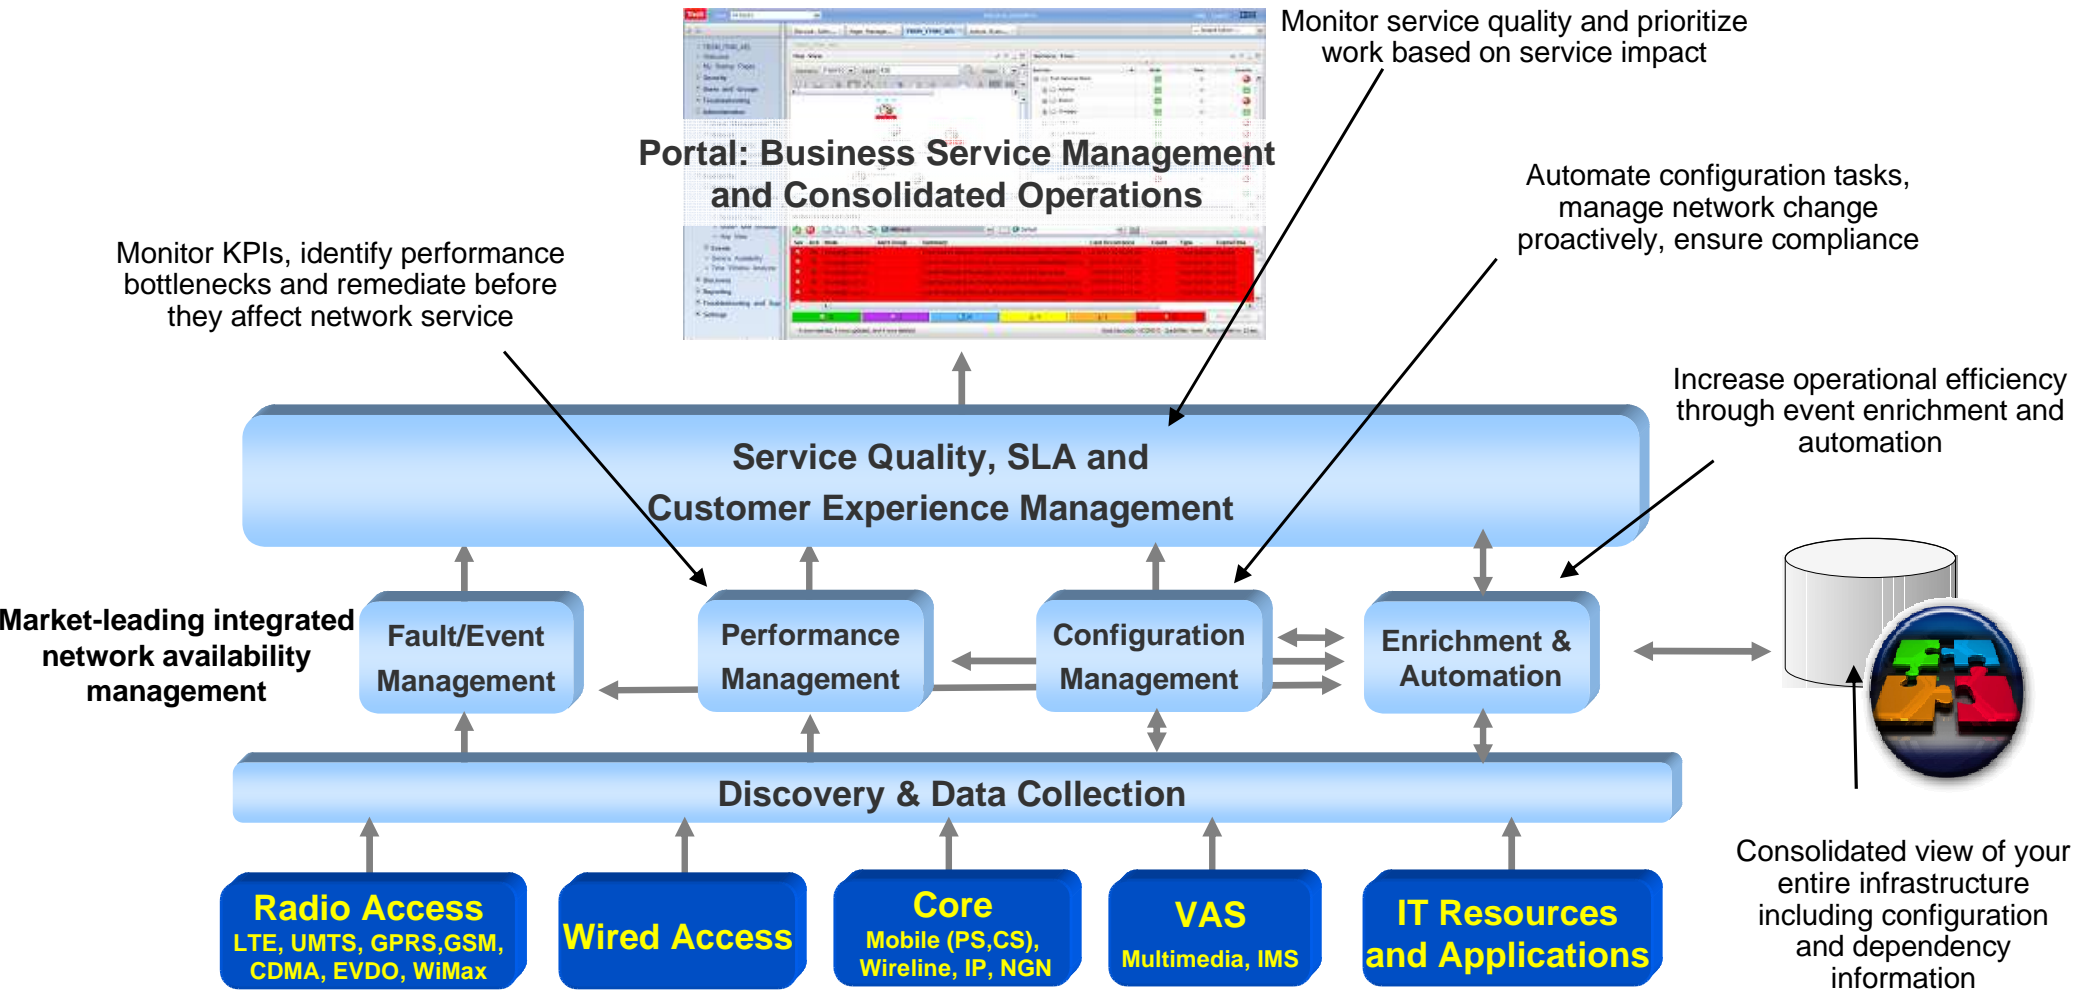 Monitor service quality and prioritize
work based on service impact
Portal: Business Service Management
and Consolidated Operations
Automate configuration tasks,
manage network change
proactively, ensure compliance
Monitor KPIs, identify performance
bottlenecks and remediate before
they affect network service
Increase operational efficiency
through event enrichment and
automation
Service Quality, SLA and
Customer Experience Management
Market-leading integrated
network availability
management
Fault/Event
Management
Performance
Management
Configuration
Management
Enrichment &
Automation
Discovery & Data Collection
Radio Access
LTE, UMTS, GPRS,GSM,
CDMA, EVDO, WiMax
Wired Access
Core
Mobile (PS,CS),
Wireline, IP, NGN
VAS
Multimedia, IMS
IT Resources
and Applications
Consolidated view of your
entire infrastructure
including configuration
and dependency
information